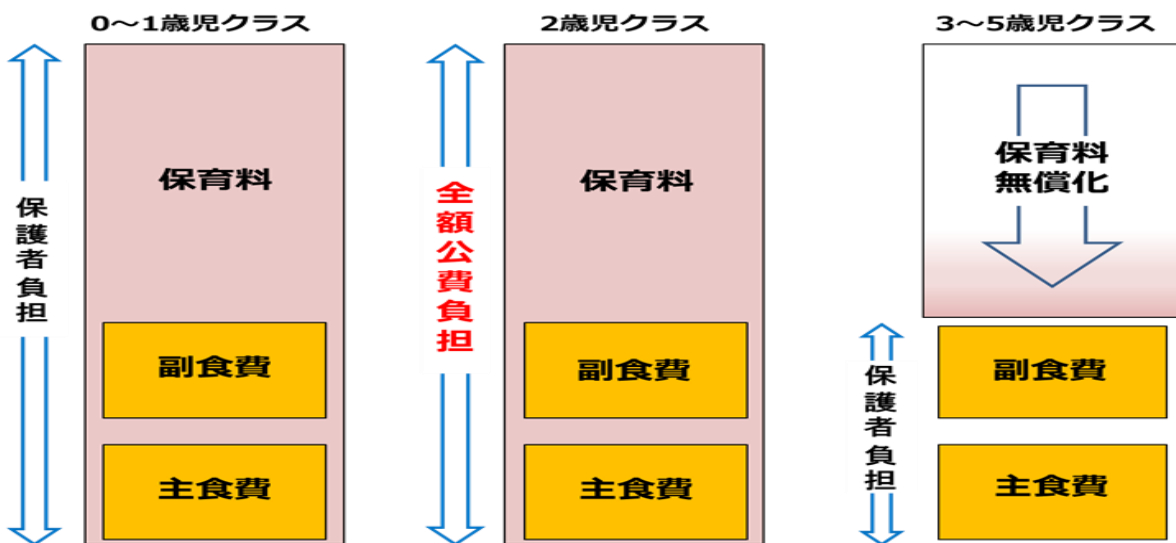 0～1歳児クラス
保護者負担
保育料
副食費
主食費
2歳児クラス
全額公費負担
保育料
副食費
主食費
3～5歳児クラス
保育料
無償化
保護者負担
副食費
主食費